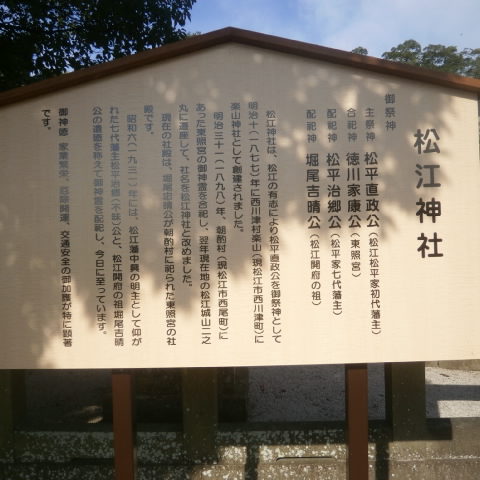 松江神社
御祭神
主祭神 松平直政公（松江松平家初代藩主）
合祀神 徳川家康公（東照宮）
配祀神 松平治郷公（松平家七代藩主）
配祀神 堀尾吉晴公（松江開府の祖）
松江神社は、松江の有志により松平直政公を御祭神として
明治十（一八七七）年に西川津村楽山（現松江市西川津町）に
楽山神社として創建されました。
明治三十一（一八九八）年、朝酌村（現松江市西尾町）に
あった東照宮の御神霊を合祀し、翌年現在地の松江城山二之
丸に遷座して、社名を松江神社と改めました。
現在の社殿は、堀尾忠晴公が朝酌村に祀られた東照宮の社
殿です。
昭和六（一九三一）年には、松江藩中興の明主として仰が
れた七代藩主松平治郷（不昧）公と、松江開府の祖堀尾吉晴
公の遺徳を称えて御神霊を配祀し、今日に至っています。
御神徳 家業繁栄、厄除開運、交通安全の御加護が特に顕著
です。